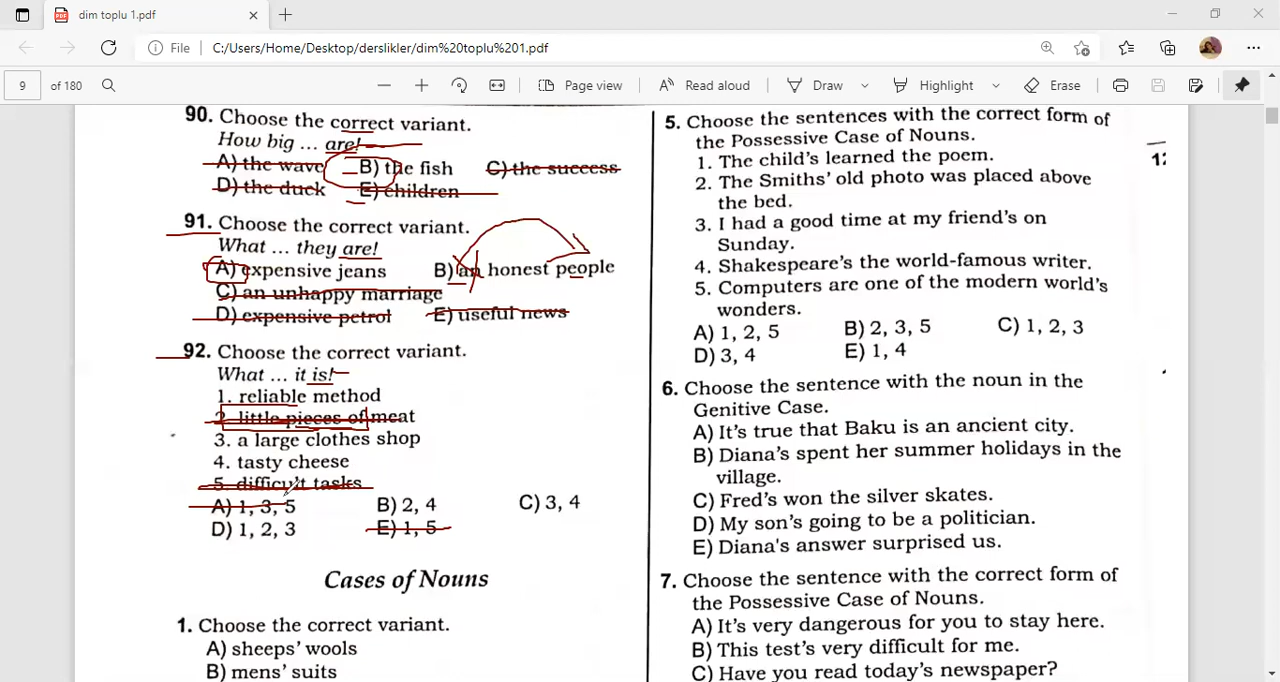 dim toplu 1.pdf
File
C:/Users/Home/Desktop/derslikler/dim%20toplu%201.pdf
9
of 180
Page view
Read aloud
Draw
Highlight
Erase
90. Choose the correct variant.
How big ... are!
A) the wave B) the fish C) the success
D) the duck E) children
91. Choose the correct variant.
What ... they are!
A) expensive jeans B) an honest people
C) an unhappy marriage
D) expensive petrol E) useful news
92. Choose the correct variant.
What ... it is!
1. reliable method
2. little pieces of meat
3. a large clothes shop
4. tasty cheese
5. difficult tasks
A) 1, 3, 5 B) 2, 4 C) 3, 4
D) 1, 2, 3 E) 1, 5
Cases of Nouns
1. Choose the correct variant.
A) sheeps' wools
B) mens' suits
5. Choose the sentences with the correct form of
the Possessive Case of Nouns.
1. The child's learned the poem.
2. The Smiths' old photo was placed above
the bed.
3. I had a good time at my friend's on
Sunday.
4. Shakespeare's the world-famous writer.
5. Computers are one of the modern world's
wonders.
A) 1, 2, 5 B) 2, 3, 5 C) 1, 2, 3
D) 3, 4 E) 1, 4
6. Choose the sentence with the noun in the
Genitive Case.
A) It's true that Baku is an ancient city.
B) Diana's spent her summer holidays in the
village.
C) Fred's won the silver skates.
D) My son's going to be a politician.
E) Diana's answer surprised us.
7. Choose the sentence with the correct form of
the Possessive Case of Nouns.
A) It's very dangerous for you to stay here.
B) This test's very difficult for me.
C) Have you read today's newspaper?